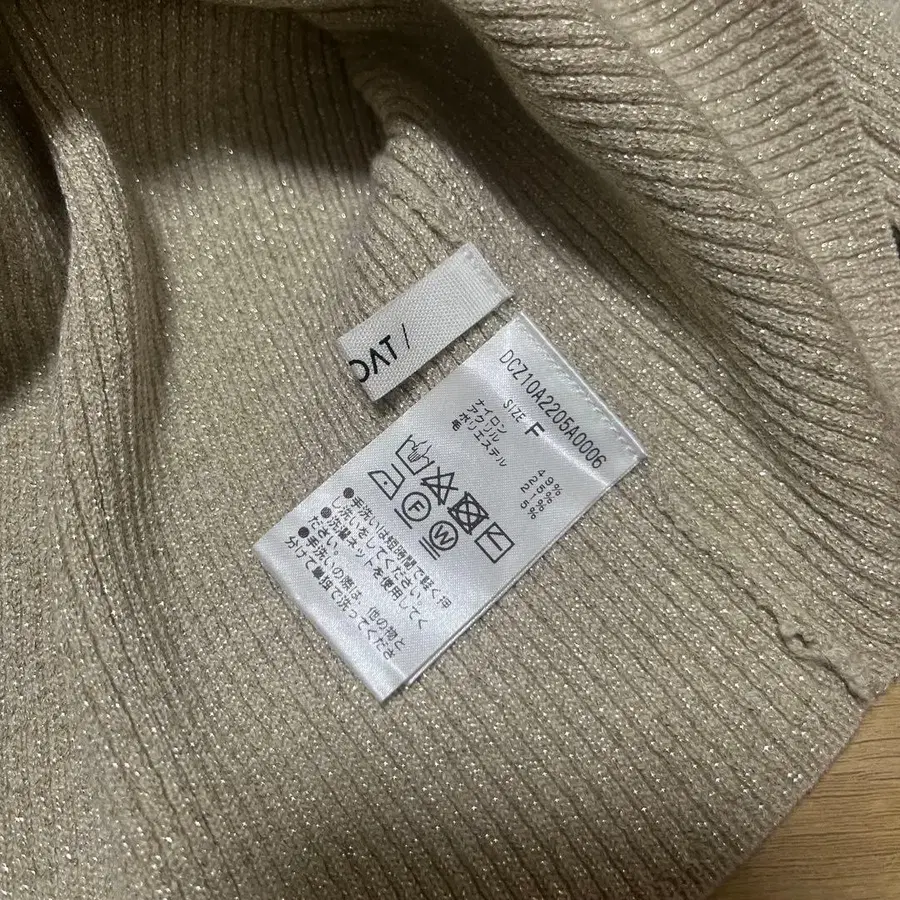 OAT/
DCZ10A2205A0006
SIZE F
ナイロン 49%
アクリル 25%
毛 21%
ポリエステル 5%
F W
●手洗いは短時間で軽く押
し洗いをしてください。
●洗濯ネットを使用してく
ださい。
●手洗いの際は、他の物と
分けて単独で洗ってくださ